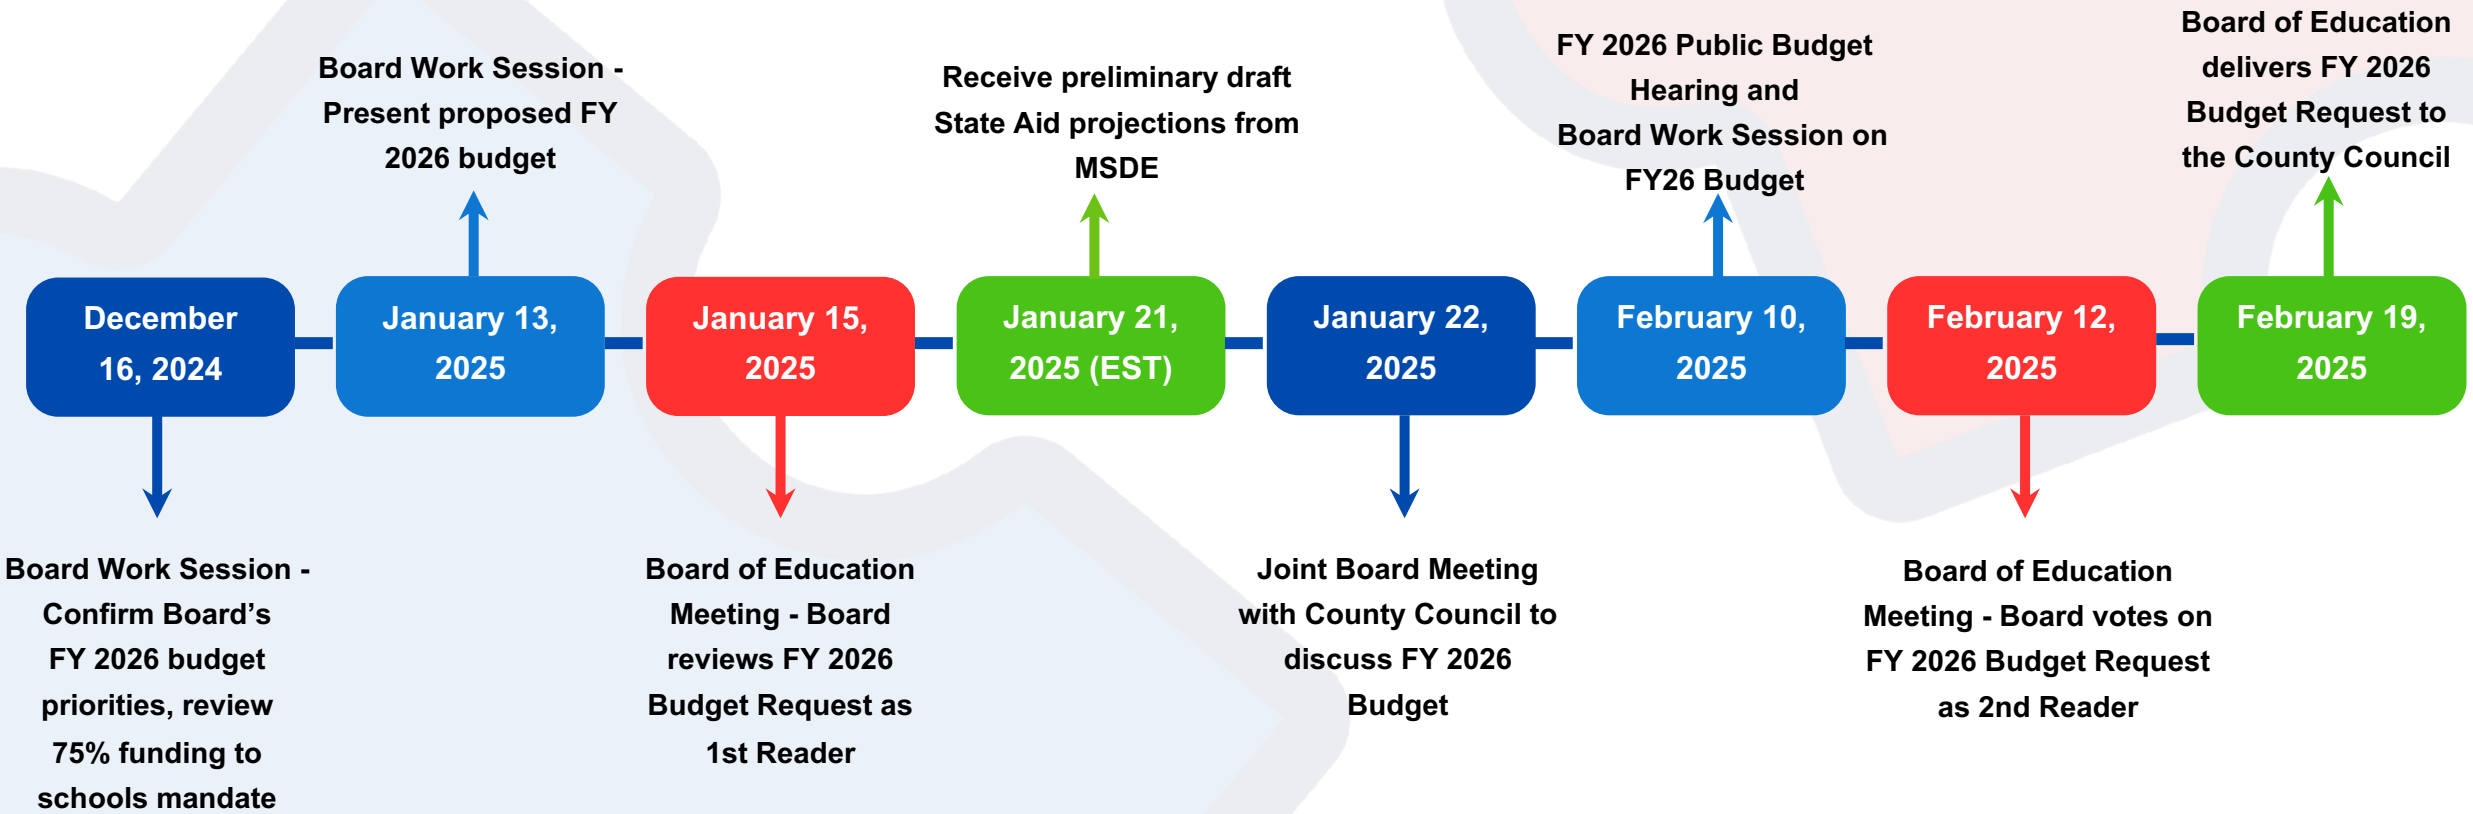 Board Work Session -
Present proposed FY
2026 budget
Receive preliminary draft
State Aid projections from
MSDE
FY 2026 Public Budget
Hearing and
Board Work Session on
FY26 Budget
Board of Education
delivers FY 2026
Budget Request to
the County Council
December
16, 2024
January 13,
2025
January 15,
2025
January 21,
2025 (EST)
January 22,
2025
February 10,
2025
February 12,
2025
February 19,
2025
Board Work Session -
Confirm Board’s
FY 2026 budget
priorities, review
75% funding to
schools mandate
Board of Education
Meeting - Board
reviews FY 2026
Budget Request as
1st Reader
Joint Board Meeting
with County Council to
discuss FY 2026
Budget
Board of Education
Meeting - Board votes on
FY 2026 Budget Request
as 2nd Reader